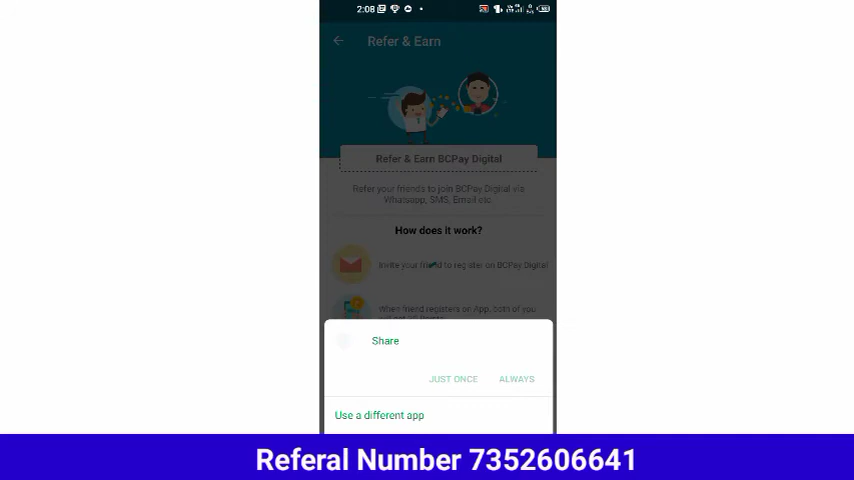 2:08
Refer & Earn
Refer & Earn BCPay Digital
Refer your friends to join BCPay Digital via
Whatsapp, SMS, Email etc
How does it work?
Invite your friend to register on BCPay Digital
When friend registers on App, both of you
Share
JUST ONCE ALWAYS
Use a different app
Referal Number 7352606641